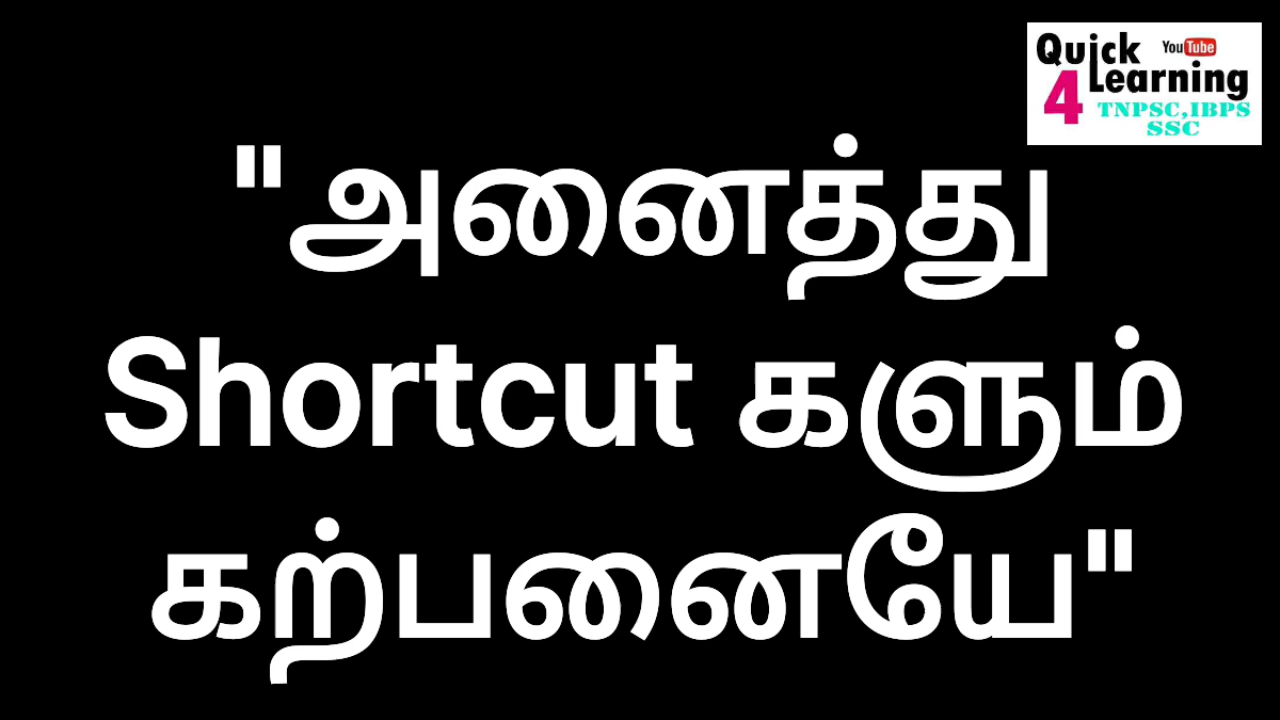 Quick YouTube
4 Learning
TNPSC,IBPS
SSC
"அனைத்து
Shortcut களும்
கற்பனையே"